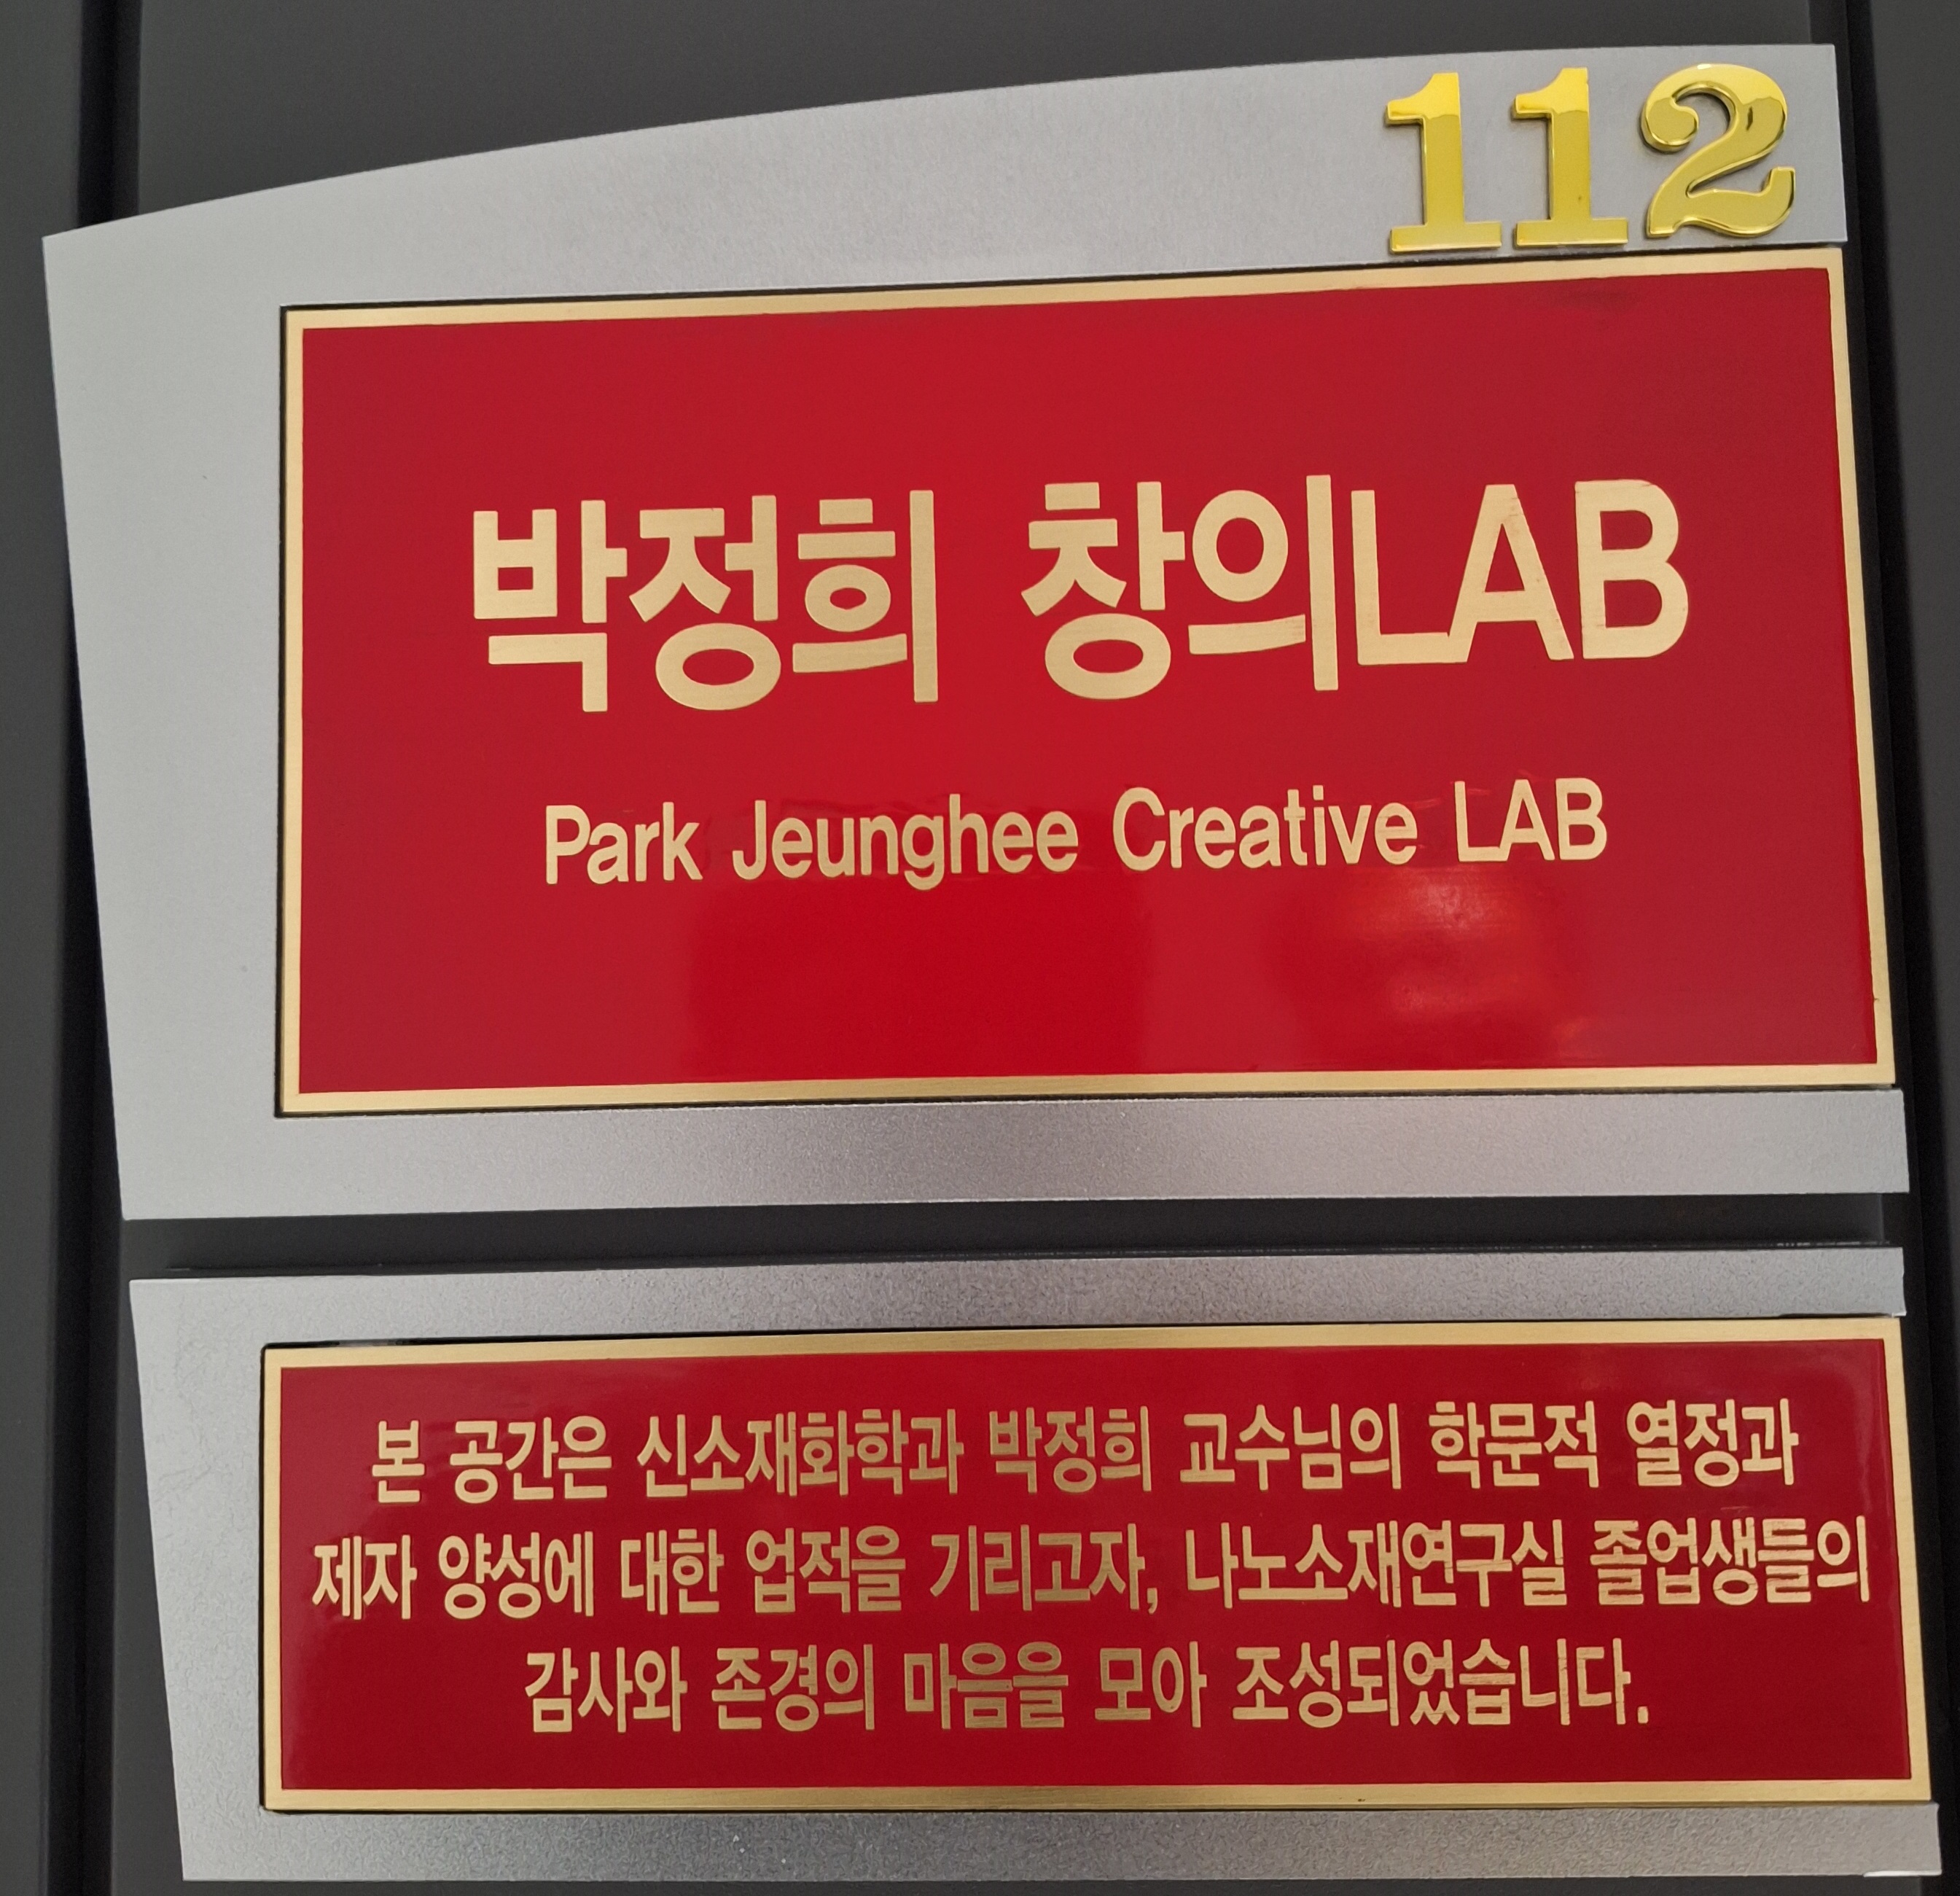 112
박정희 창의LAB
Park Jeunghee Creative LAB
본 공간은 신소재화학과 박정희 교수님의 학문적 열정과
제자 양성에 대한 업적을 기리고자, 나노소재연구실 졸업생들의
감사와 존경의 마음을 모아 조성되었습니다.